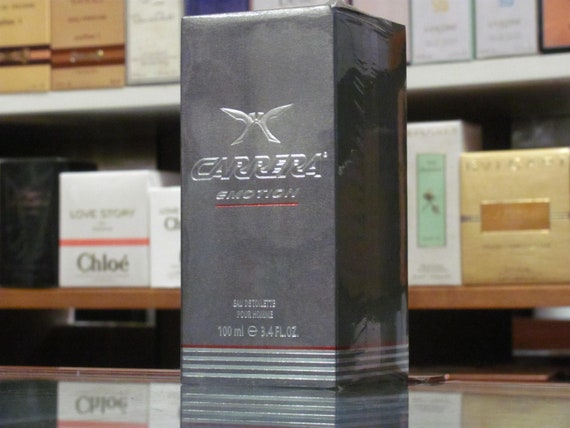 CARRERA
EMOTION
EAU DE TOILETTE
POUR HOMME
100 ml e 3.4 FL.OZ.
LOVE STORY
Chloé
Chloé